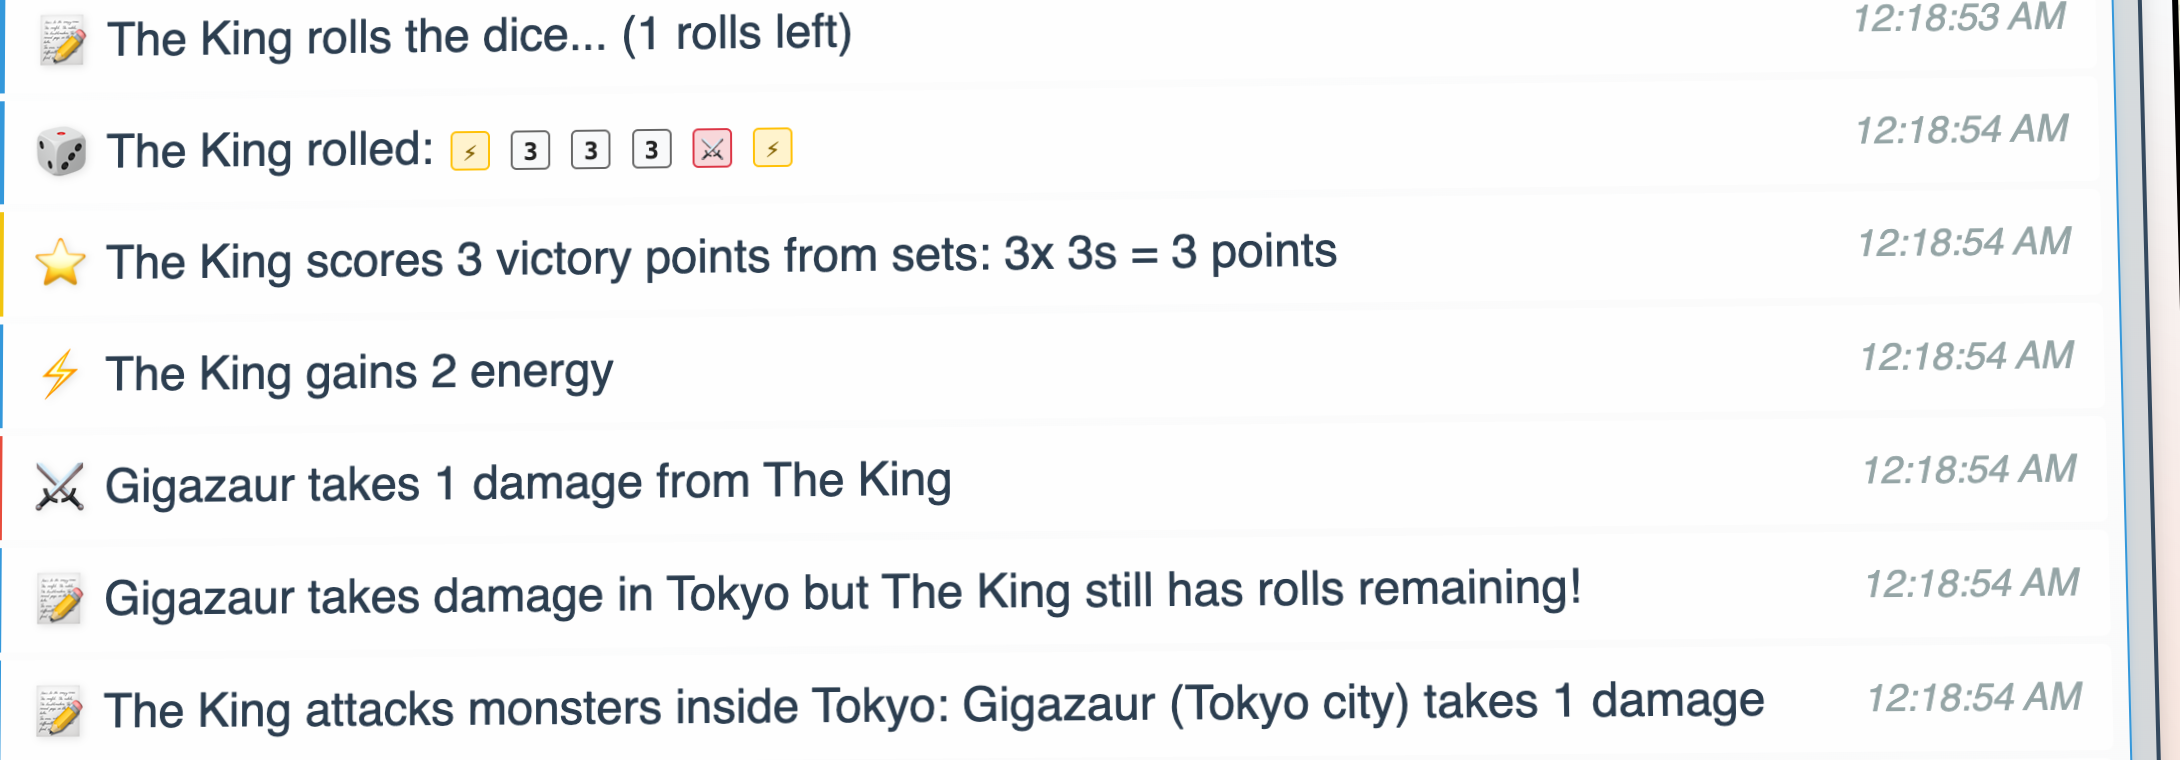 The King rolls the dice... (1 rolls left) 12:18:53 AM
The King rolled: ⚡ 3 3 3 ⚔ ⚡ 12:18:54 AM
The King scores 3 victory points from sets: 3x 3s = 3 points 12:18:54 AM
The King gains 2 energy 12:18:54 AM
Gigazaur takes 1 damage from The King 12:18:54 AM
Gigazaur takes damage in Tokyo but The King still has rolls remaining! 12:18:54 AM
The King attacks monsters inside Tokyo: Gigazaur (Tokyo city) takes 1 damage 12:18:54 AM